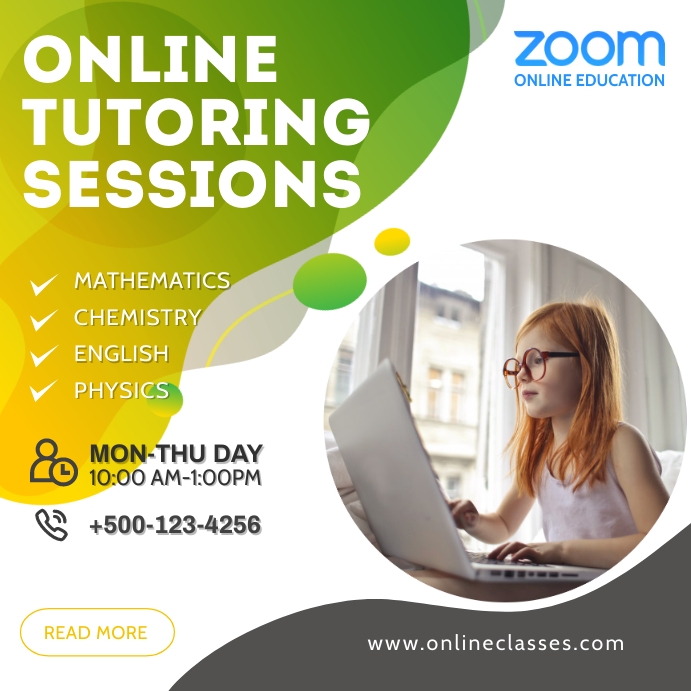 ONLINE
TUTORING
SESSIONS
zoom
ONLINE EDUCATION
MATHEMATICS
CHEMISTRY
ENGLISH
PHYSICS
MON-THU DAY
10:00 AM-1:00PM
+500-123-4256
READ MORE
www.onlineclasses.com